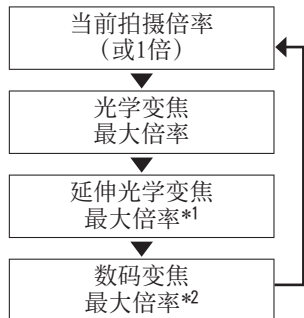 当前拍摄倍率
（或1倍）
光学变焦
最大倍率
延伸光学变焦
最大倍率*1
数码变焦
最大倍率*2